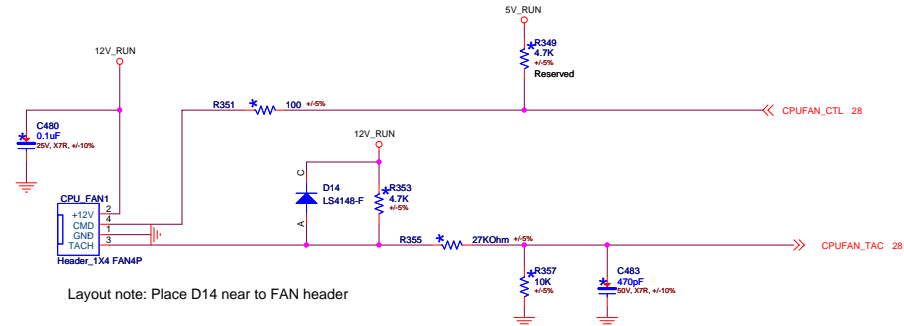 5V_RUN
* R349
4.7K
+/-5%
Reserved
12V_RUN
R351 * 100 +/-5%
CPUFAN_CTL 28
* C480
0.1uF
25V, X7R, +/-10%
12V_RUN
C
D14
LS4148-F
A
* R353
4.7K
+/-5%
CPU_FAN1
+12V 2
CMD 4
GND 1
TACH 3
Header_1X4 FAN4P
R355 * 27KOhm +/-5%
CPUFAN_TAC 28
* R357
10K
+/-5%
* C483
470pF
50V, X7R, +/-10%
Layout note: Place D14 near to FAN header